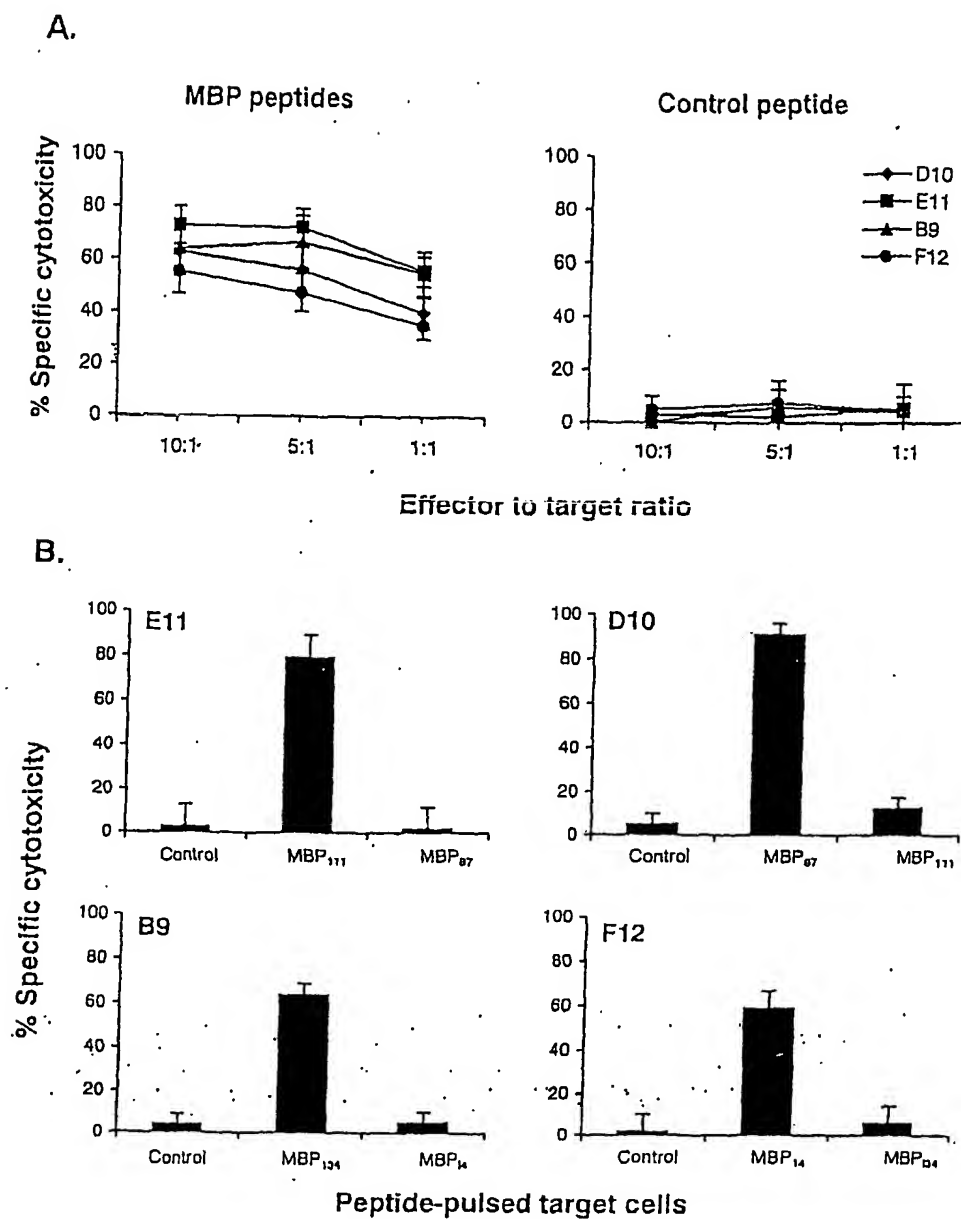 A.
MBP peptides
Control peptide
% Specific cytotoxicity
100
80
60
40
20
0
10:1
5:1
1:1
100
80
60
40
20
0
10:1
5:1
1:1
D10
E11
B9
F12
Effector to target ratio
B.
% Specific cytotoxicity
E11
100
80
60
40
20
0
Control
MBP₁₁₁
MBP₈₇
D10
100
80
60
40
20
0
Control
MBP₈₇
MBP₁₁₁
B9
100
80
60
40
20
0
Control
MBP₁₃₄
MBP₁₄
F12
100
80
60
40
20
0
Control
MBP₁₄
MBP₁₃₄
Peptide-pulsed target cells